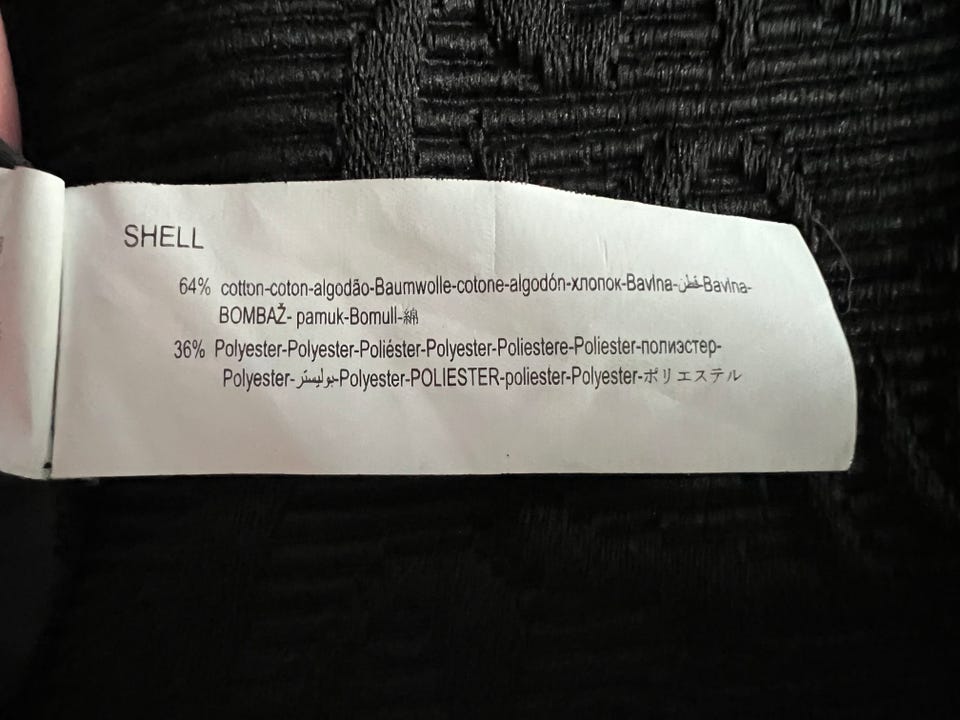 SHELL
64% cotton-coton-algodão-Baumwolle-cotone-algodón-хлопок-Bavlna-قطن-Bavlna-
BOMBAŽ- pamuk-Bomull-綿
36% Polyester-Polyester-Poliéster-Polyester-Poliestere-Poliester-полиэстер-
Polyester-بوليستر-Polyester-POLIESTER-poliester-Polyester-ポリエステル